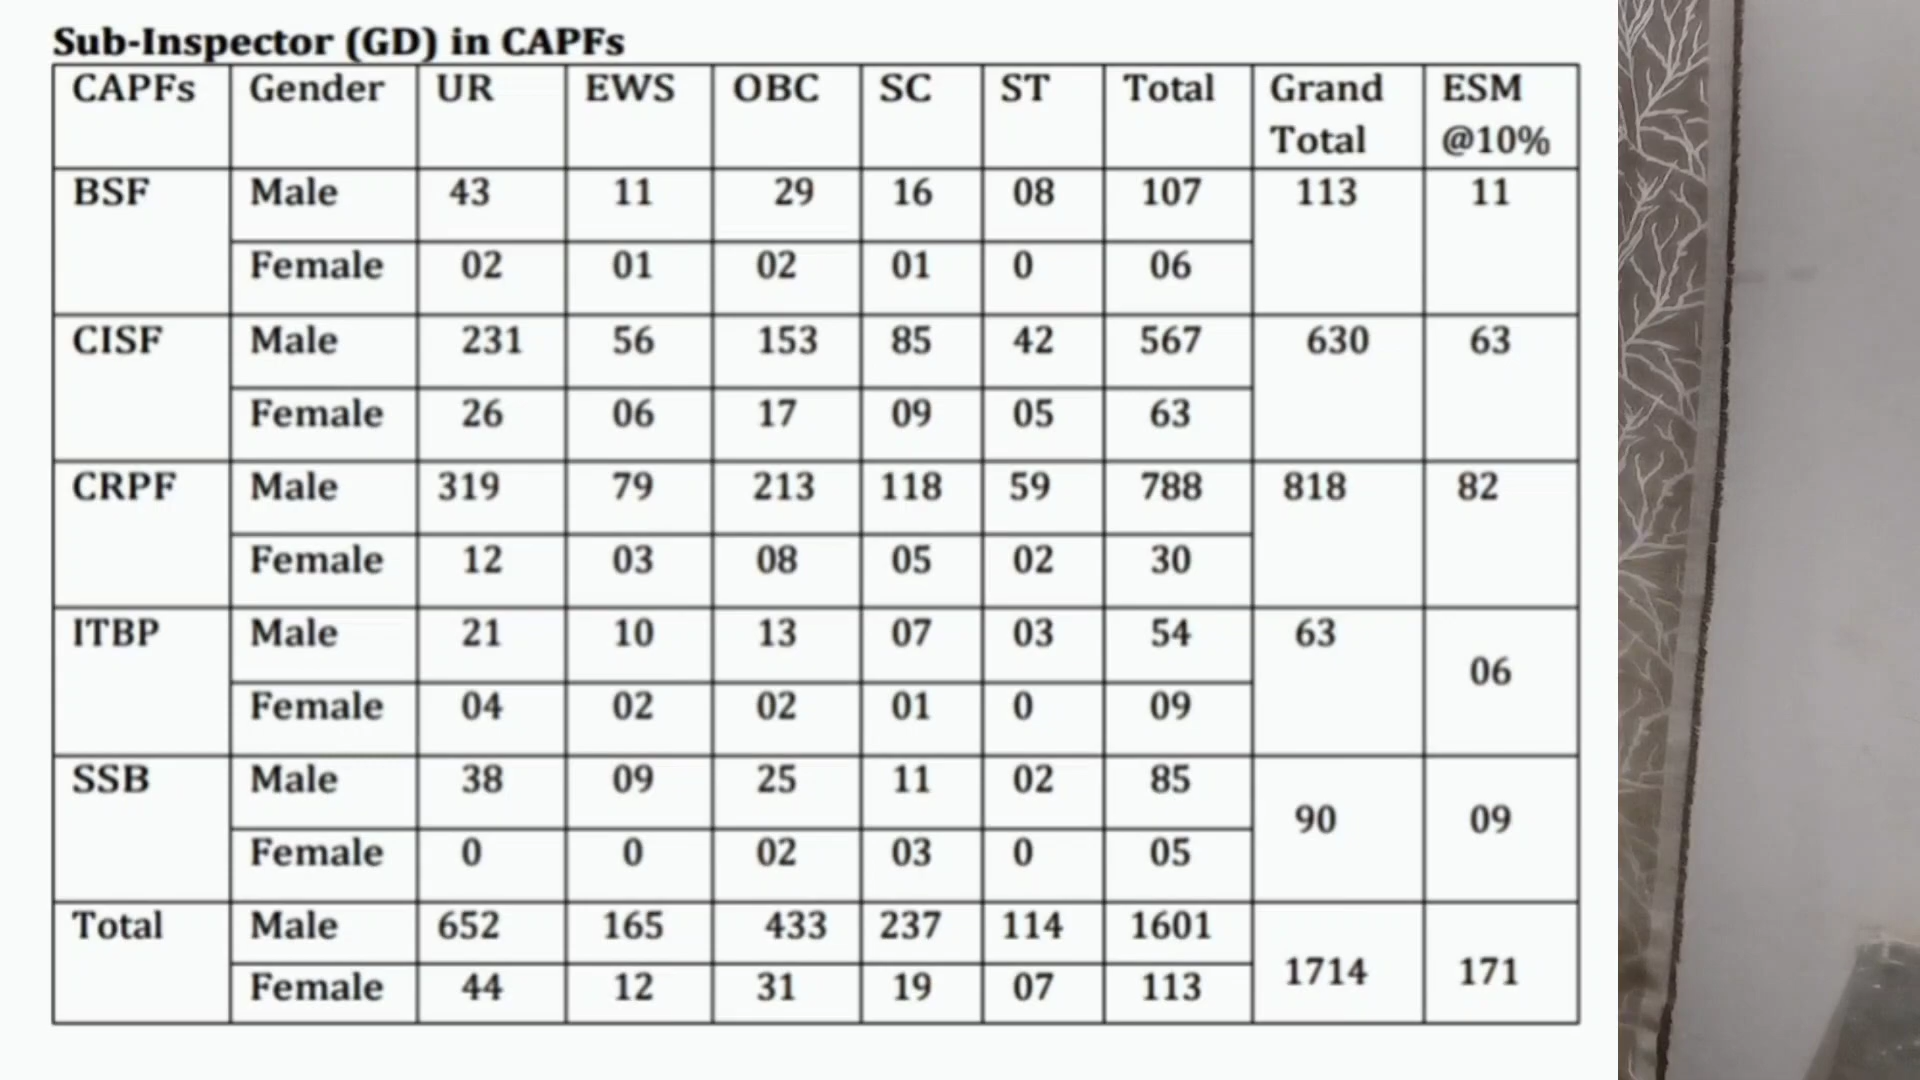 Sub-Inspector (GD) in CAPFs
CAPFs Gender UR EWS OBC SC ST Total Grand Total ESM @10%
BSF Male 43 11 29 16 08 107 113 11
Female 02 01 02 01 0 06
CISF Male 231 56 153 85 42 567 630 63
Female 26 06 17 09 05 63
CRPF Male 319 79 213 118 59 788 818 82
Female 12 03 08 05 02 30
ITBP Male 21 10 13 07 03 54 63 06
Female 04 02 02 01 0 09
SSB Male 38 09 25 11 02 85 90 09
Female 0 0 02 03 0 05
Total Male 652 165 433 237 114 1601 1714 171
Female 44 12 31 19 07 113